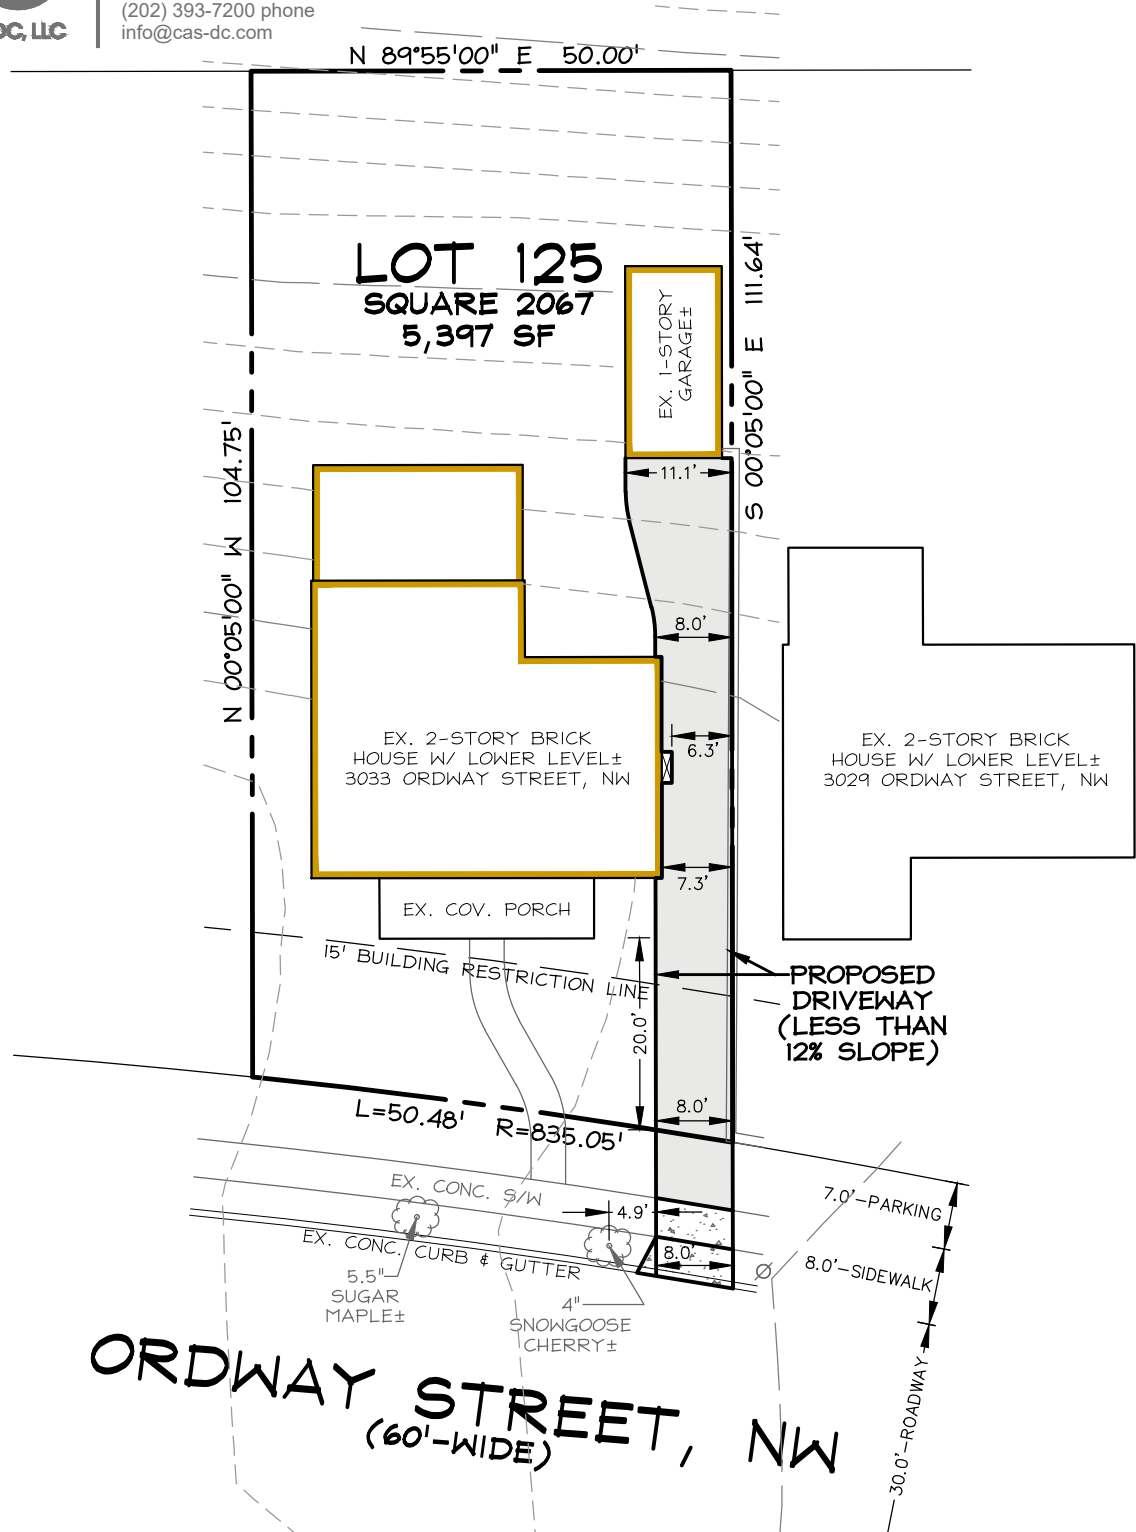 (202) 393-7200 phone
DC, LLC
info@cas-dc.com
N 89°55'00" E 50.00'
LOT 125
SQUARE 2067
5,397 SF
EX. 1-STORY
GARAGE±
S 00°05'00" E 111.64'
N 00°05'00" W 104.75'
11.1'
8.0'
6.3'
EX. 2-STORY BRICK
HOUSE W/ LOWER LEVEL±
3033 ORDWAY STREET, NW
EX. 2-STORY BRICK
HOUSE W/ LOWER LEVEL±
3029 ORDWAY STREET, NW
7.3'
EX. COV. PORCH
15' BUILDING RESTRICTION LINE
PROPOSED
DRIVEWAY
(LESS THAN
12% SLOPE)
20.0'
8.0'
L=50.48' R=835.05'
EX. CONC. S/W
4.9'
7.0'-PARKING
EX. CONC. CURB & GUTTER
8.0'
8.0'-SIDEWALK
5.5"
SUGAR
MAPLE±
4"
SNOWGOOSE
CHERRY±
ORDWAY STREET, NW
(60'-WIDE)
30.0'-ROADWAY